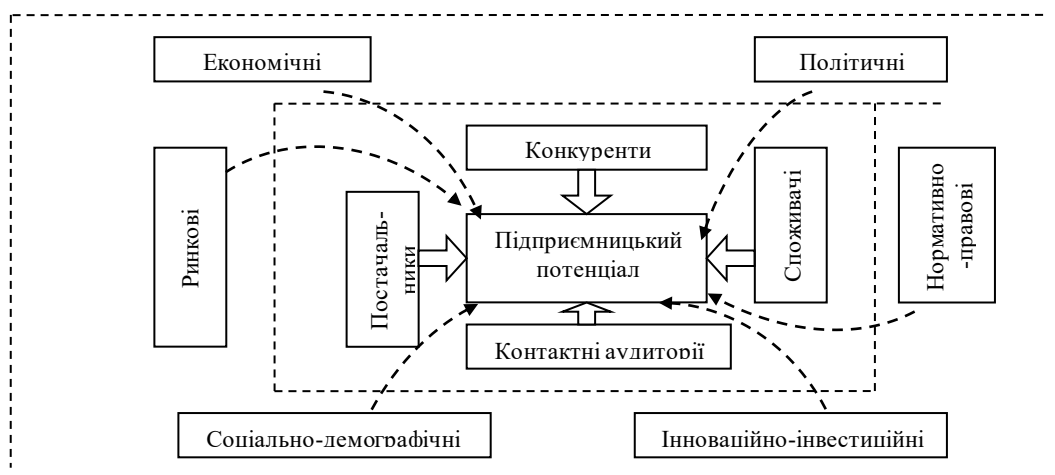 Економічні
Політичні
Конкуренти
Ринкові
Постачаль-
ники
Підприємницький
потенціал
Споживачі
Нормативно
-правові
Контактні аудиторії
Соціально-демографічні
Інноваційно-інвестиційні